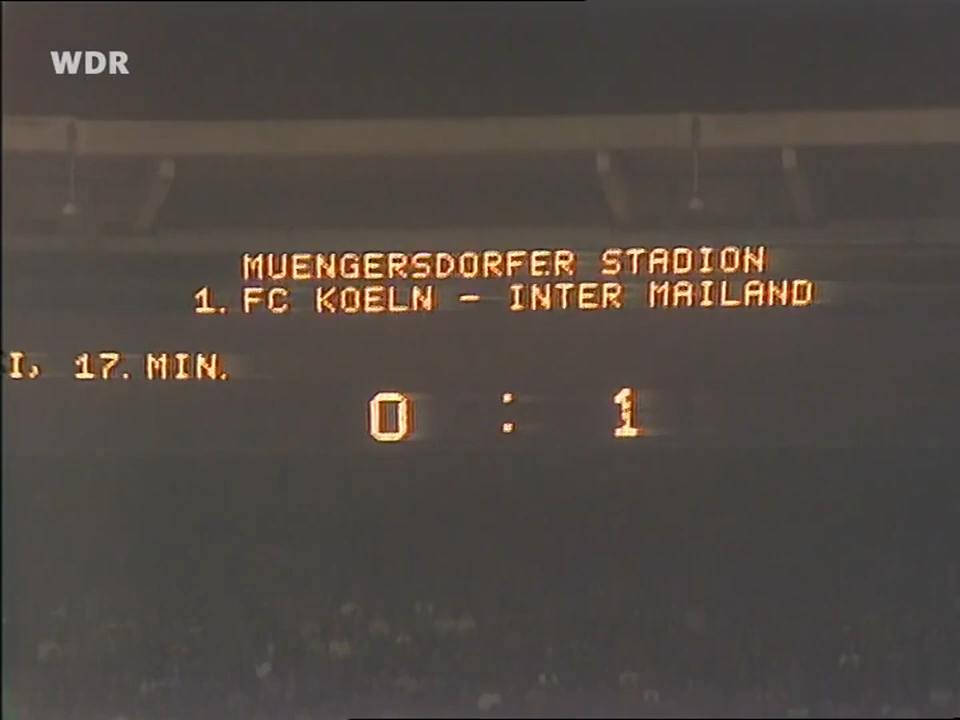 WDR
MUENGERSDORFER STADION
1. FC KOELN - INTER MAILAND
I, 17. MIN.
0 : 1